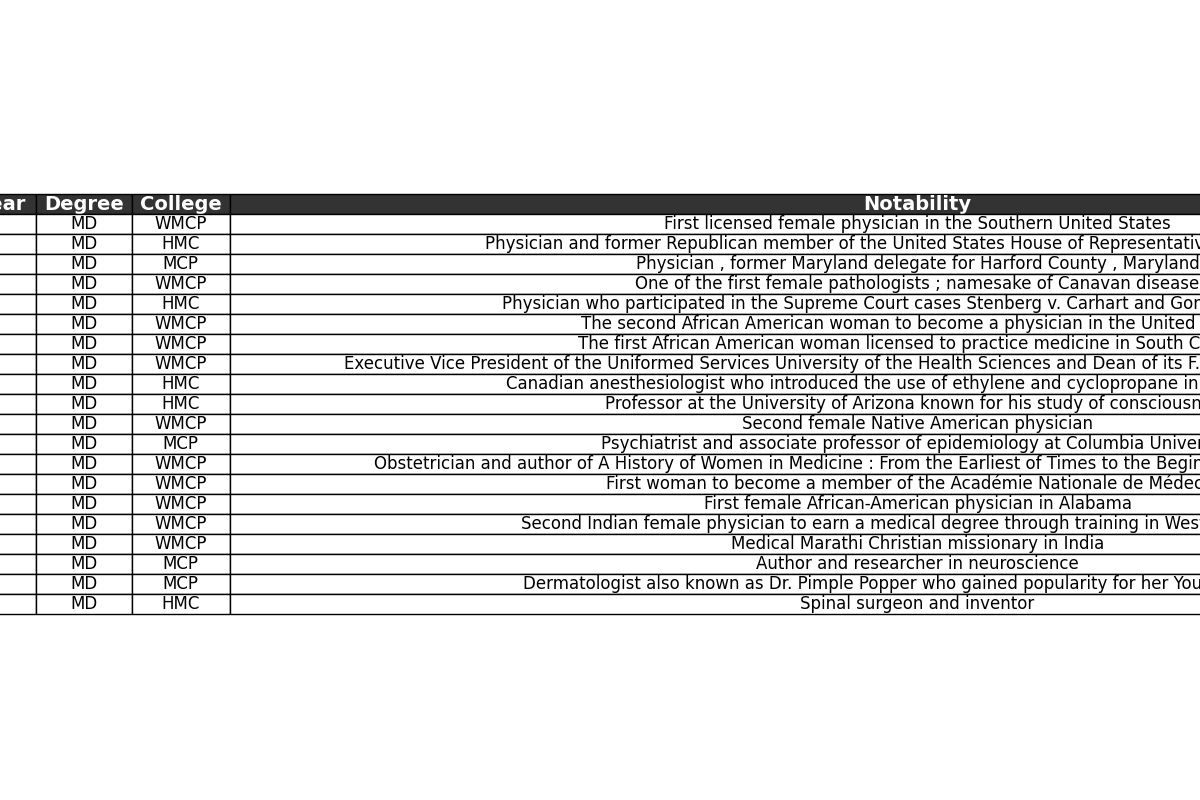 ear Degree College Notability
MD WMCP First licensed female physician in the Southern United States
MD HMC Physician and former Republican member of the United States House of
MD MCP Physician , former Maryland delegate for Harford County , Maryland
MD WMCP One of the first female pathologists ; namesake of Canavan disease
MD HMC Physician who participated in the Supreme Court cases Stenberg v. Carhart and
MD WMCP The second African American woman to become a physician in the United
MD WMCP The first African American woman licensed to practice medicine in South
MD WMCP Executive Vice President of the Uniformed Services University of the Health Sciences and Dean of its F.
MD HMC Canadian anesthesiologist who introduced the use of ethylene and cyclopropane in
MD HMC Professor at the University of Arizona known for his study of
MD WMCP Second female Native American physician
MD MCP Psychiatrist and associate professor of epidemiology at Columbia
MD WMCP Obstetrician and author of A History of Women in Medicine : From the Earliest of Times to the
MD WMCP First woman to become a member of the Académie Nationale de
MD WMCP First female African-American physician in Alabama
MD WMCP Second Indian female physician to earn a medical degree through training in
MD WMCP Medical Marathi Christian missionary in India
MD MCP Author and researcher in neuroscience
MD MCP Dermatologist also known as Dr. Pimple Popper who gained popularity for her
MD HMC Spinal surgeon and inventor